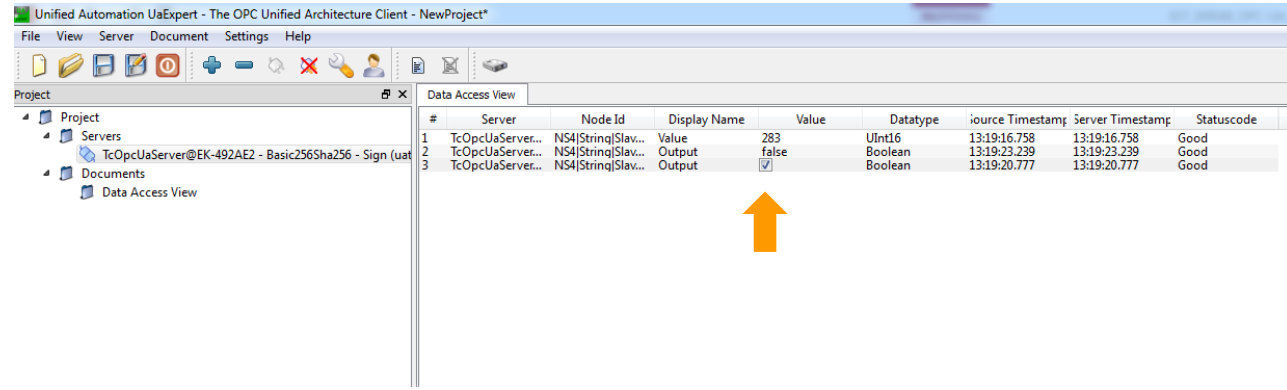 Unified Automation UaExpert - The OPC Unified Architecture Client - NewProject*
File View Server Document Settings Help
Project
Data Access View
Project
Servers
TcOpcUaServer@EK-492AE2 - Basic256Sha256 - Sign (uat
Documents
Data Access View
# Server Node Id Display Name Value Datatype ource Timestamp Server Timestamp Statuscode
1 TcOpcUaServer... NS4|String|Slav... Value 283 UInt16 13:19:16.758 13:19:16.758 Good
2 TcOpcUaServer... NS4|String|Slav... Output false Boolean 13:19:23.239 13:19:23.239 Good
3 TcOpcUaServer... NS4|String|Slav... Output Boolean 13:19:20.777 13:19:20.777 Good